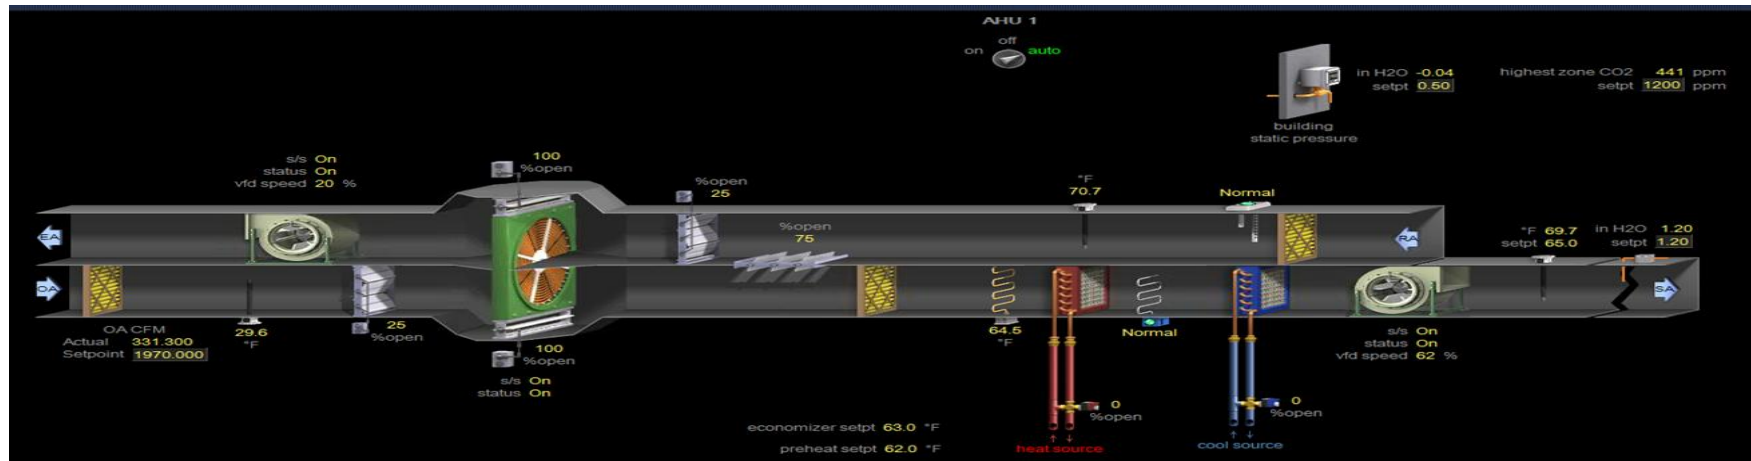 AHU 1
off
on auto
in H2O -0.04
setpt 0.50
highest zone CO2 441 ppm
setpt 1200 ppm
building
static pressure
s/s On
status On
vfd speed 20 %
100
%open
%open
25
%open
75
°F
70.7
Normal
°F 69.7
setpt 65.0
in H2O 1.20
setpt 1.20
EA
RA
OA
SA
OA CFM
Actual 331.300
Setpoint 1970.000
29.6
°F
25
%open
100
%open
s/s On
status On
64.5
°F
Normal
s/s On
status On
vfd speed 62 %
0
%open
0
%open
economizer setpt 63.0 °F
preheat setpt 62.0 °F
heat source
cool source